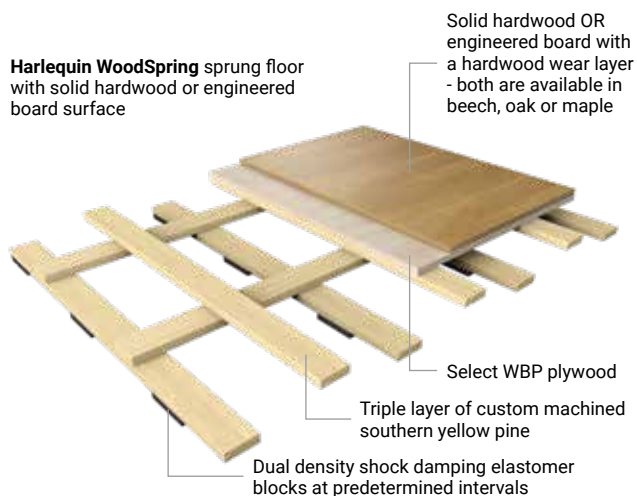 Harlequin WoodSpring sprung floor
with solid hardwood or engineered
board surface
Solid hardwood OR
engineered board with
a hardwood wear layer
- both are available in
beech, oak or maple
Select WBP plywood
Triple layer of custom machined
southern yellow pine
Dual density shock damping elastomer
blocks at predetermined intervals